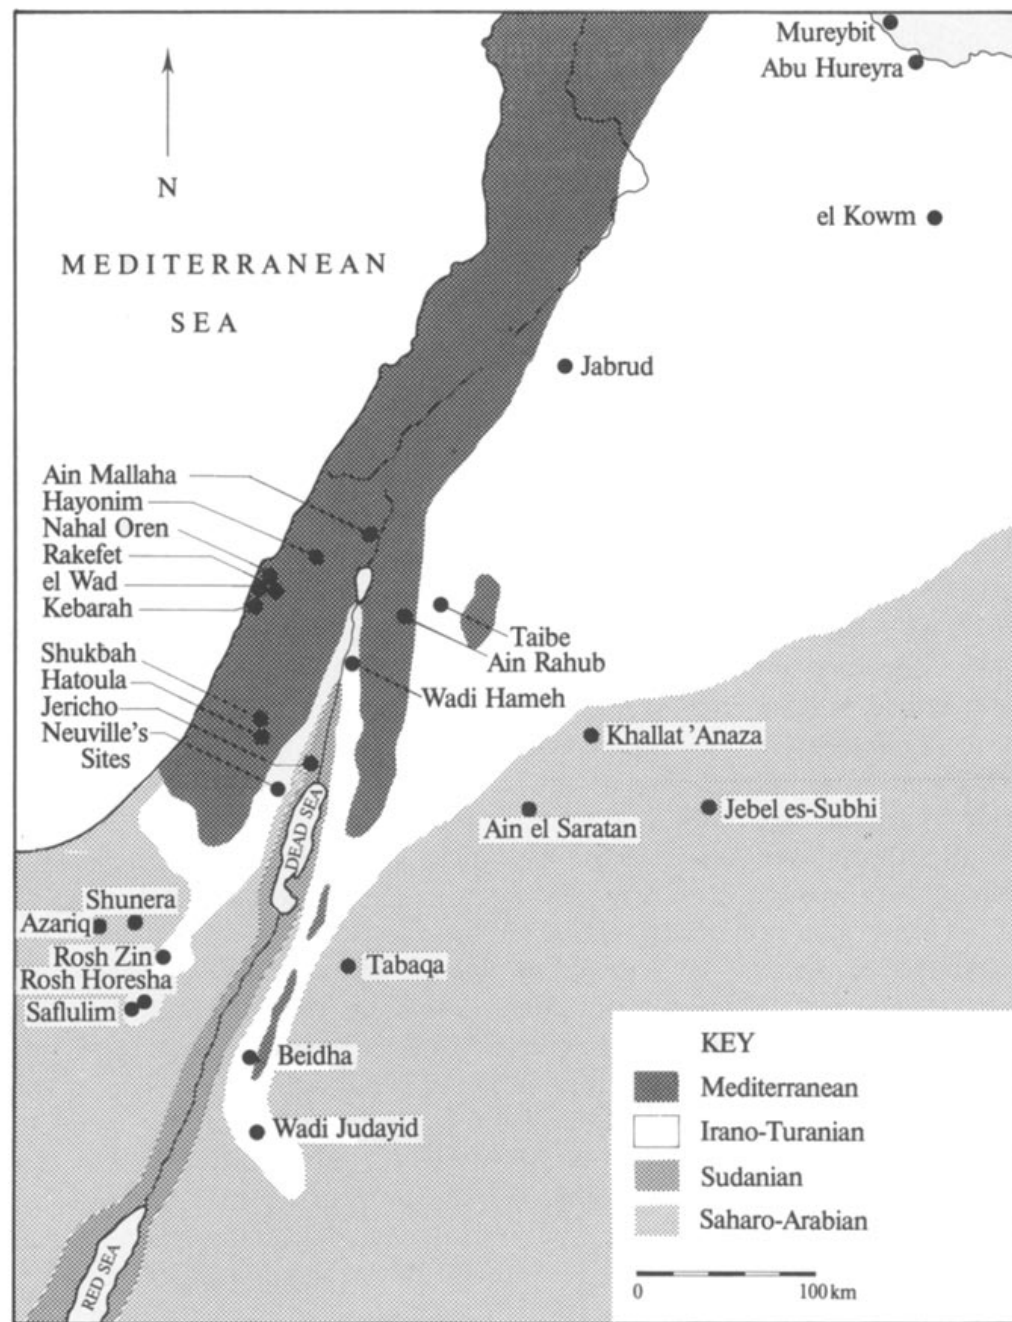 Mureybit
Abu Hureyra
N
el Kowm
MEDITERRANEAN
SEA
Jabrud
Ain Mallaha
Hayonim
Nahal Oren
Rakefet
el Wad
Kebarah
Taibe
Ain Rahub
Shukbah
Hatoula
Jericho
Neuville's
Sites
Wadi Hameh
Khallat 'Anaza
DEAD SEA
Ain el Saratan
Jebel es-Subhi
Shunera
Azariq
Rosh Zin
Rosh Horesha
Saflulim
Tabaqa
Beidha
Wadi Judayid
RED SEA
KEY
Mediterranean
Irano-Turanian
Sudanian
Saharo-Arabian
0 100 km